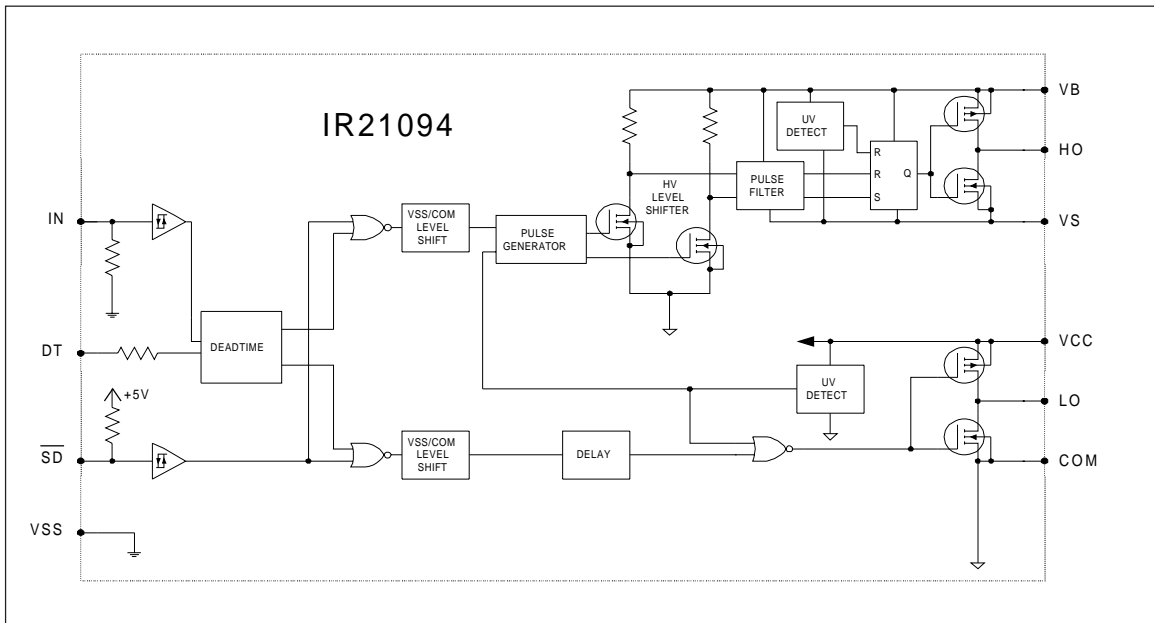 IR21094
VB
UV
DETECT
R
R
S
Q
HO
PULSE
FILTER
HV
LEVEL
SHIFTER
VS
IN
VSS/COM
LEVEL
SHIFT
PULSE
GENERATOR
DT
DEADTIME
VCC
UV
DETECT
+5V
LO
SD
VSS/COM
LEVEL
SHIFT
DELAY
COM
VSS